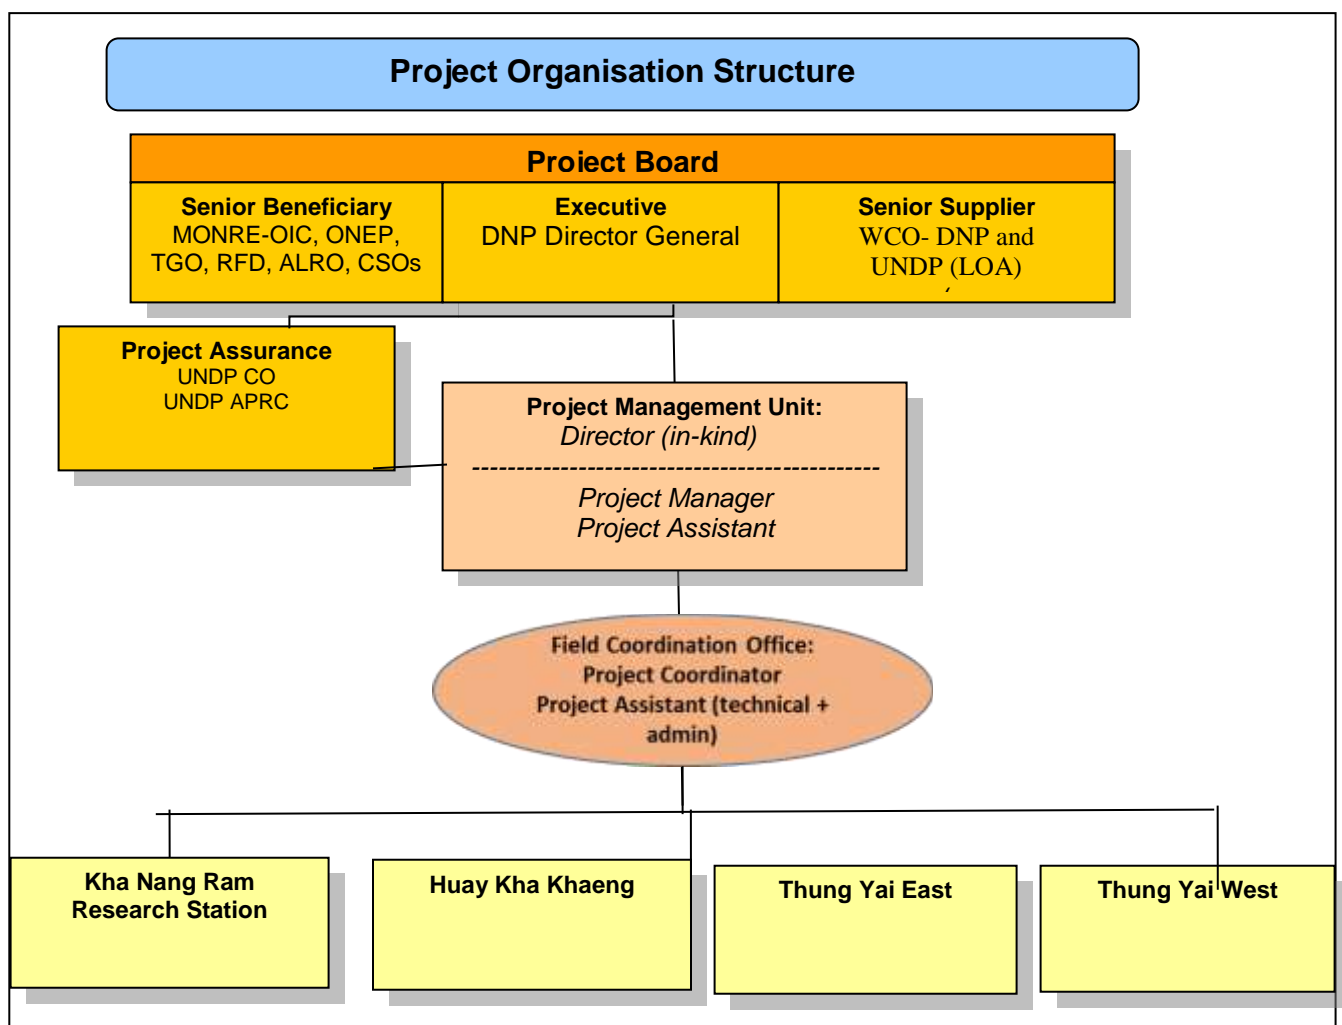 Project Organisation Structure
Project Board
Senior Beneficiary
MONRE-OIC, ONEP,
TGO, RFD, ALRO, CSOs
Executive
DNP Director General
Senior Supplier
WCO- DNP and
UNDP (LOA)
Project Assurance
UNDP CO
UNDP APRC
Project Management Unit:
Director (in-kind)
---------------------------------------------
Project Manager
Project Assistant
Field Coordination Office:
Project Coordinator
Project Assistant (technical +
admin)
Kha Nang Ram
Research Station
Huay Kha Khaeng
Thung Yai East
Thung Yai West